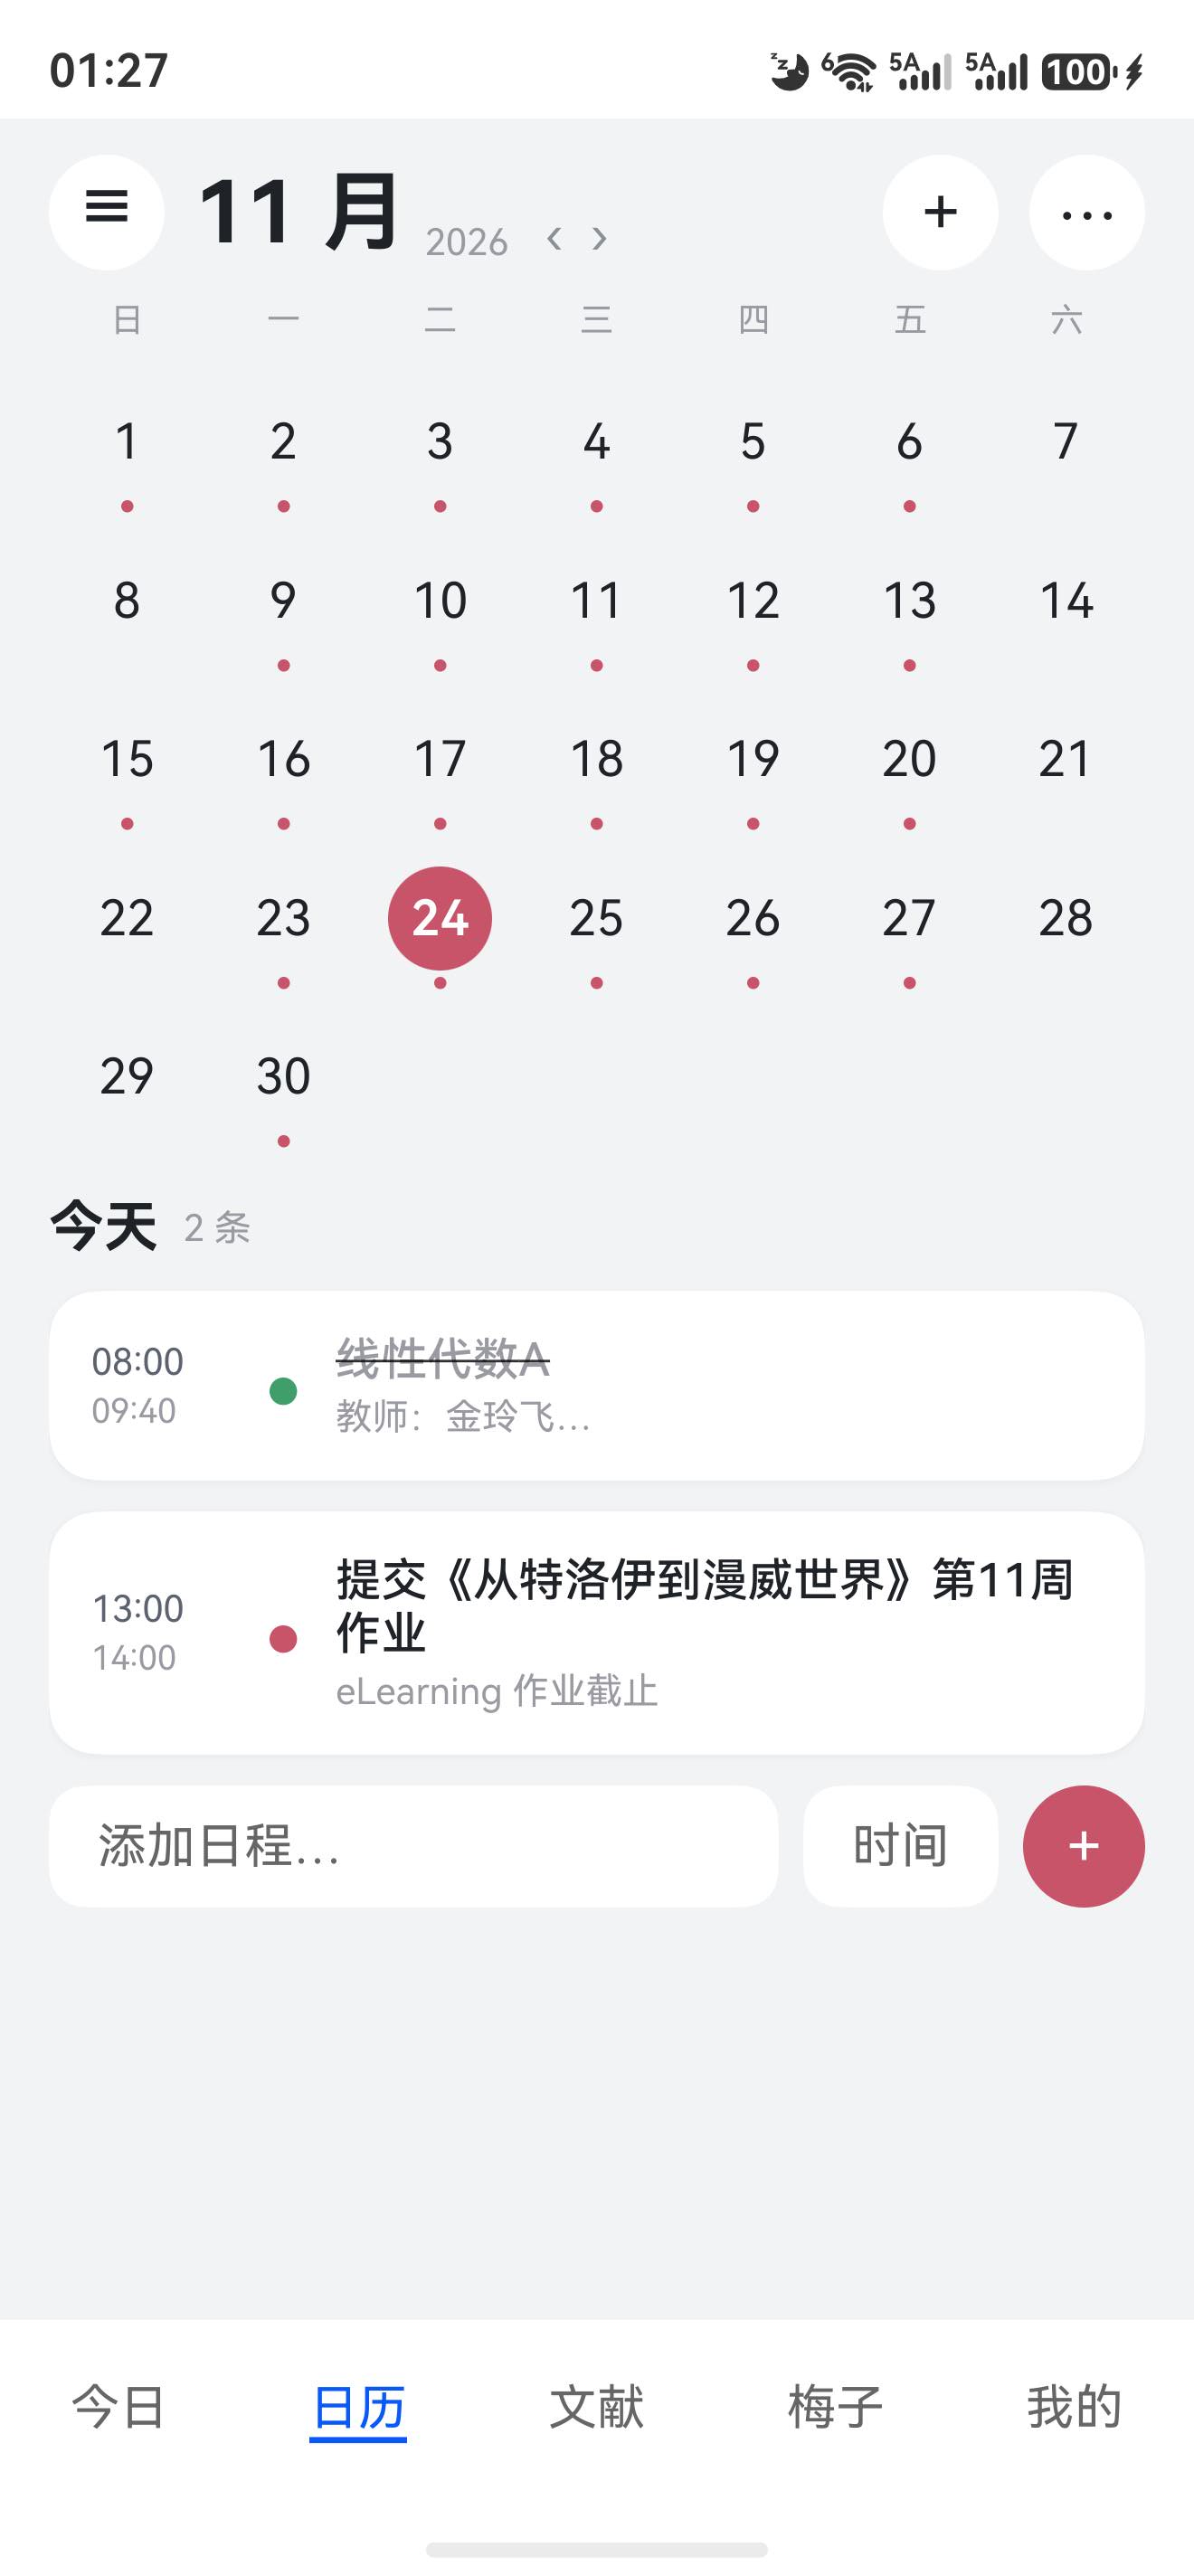 01:27
6 5A 5A 100
11 月 2026 ‹ › + ...
日 一 二 三 四 五 六
1 2 3 4 5 6 7
8 9 10 11 12 13 14
15 16 17 18 19 20 21
22 23 24 25 26 27 28
29 30
今天 2 条
08:00 线性代数A
09:40 教师：金玲飞...
13:00 提交《从特洛伊到漫威世界》第11周
14:00 作业
eLearning 作业截止
添加日程... 时间 +
今日 日历 文献 梅子 我的